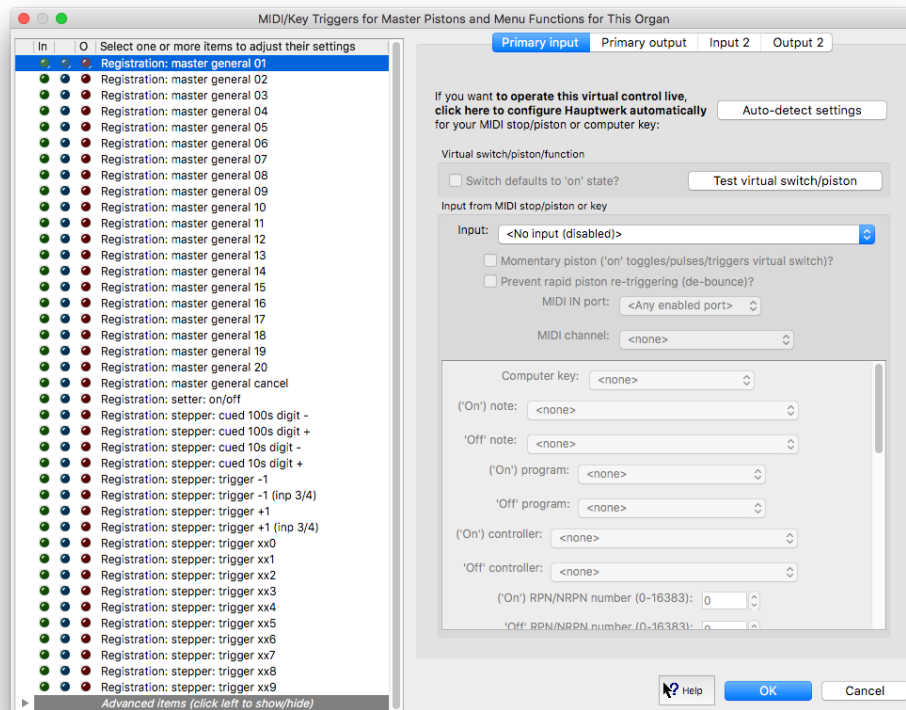 MIDI/Key Triggers for Master Pistons and Menu Functions for This Organ
In O Select one or more items to adjust their settings
Registration: master general 01
Registration: master general 02
Registration: master general 03
Registration: master general 04
Registration: master general 05
Registration: master general 06
Registration: master general 07
Registration: master general 08
Registration: master general 09
Registration: master general 10
Registration: master general 11
Registration: master general 12
Registration: master general 13
Registration: master general 14
Registration: master general 15
Registration: master general 16
Registration: master general 17
Registration: master general 18
Registration: master general 19
Registration: master general 20
Registration: master general cancel
Registration: setter: on/off
Registration: stepper: cued 100s digit -
Registration: stepper: cued 100s digit +
Registration: stepper: cued 10s digit -
Registration: stepper: cued 10s digit +
Registration: stepper: trigger -1
Registration: stepper: trigger -1 (inp 3/4)
Registration: stepper: trigger +1
Registration: stepper: trigger +1 (inp 3/4)
Registration: stepper: trigger xx0
Registration: stepper: trigger xx1
Registration: stepper: trigger xx2
Registration: stepper: trigger xx3
Registration: stepper: trigger xx4
Registration: stepper: trigger xx5
Registration: stepper: trigger xx6
Registration: stepper: trigger xx7
Registration: stepper: trigger xx8
Registration: stepper: trigger xx9
Advanced items (click left to show/hide)
Primary input Primary output Input 2 Output 2
If you want to operate this virtual control live,
click here to configure Hauptwerk automatically
for your MIDI stop/piston or computer key:
Auto-detect settings
Virtual switch/piston/function
Switch defaults to 'on' state? Test virtual switch/piston
Input from MIDI stop/piston or key
Input: <No input (disabled)>
Momentary piston ('on' toggles/pulses/triggers virtual switch)?
Prevent rapid piston re-triggering (de-bounce)?
MIDI IN port: <Any enabled port>
MIDI channel: <none>
Computer key: <none>
('On') note: <none>
'Off' note: <none>
('On') program: <none>
'Off' program: <none>
('On') controller: <none>
'Off' controller: <none>
('On') RPN/NRPN number (0-16383): 0
'Off' RPN/NRPN number (0-16383): 0
Help OK Cancel